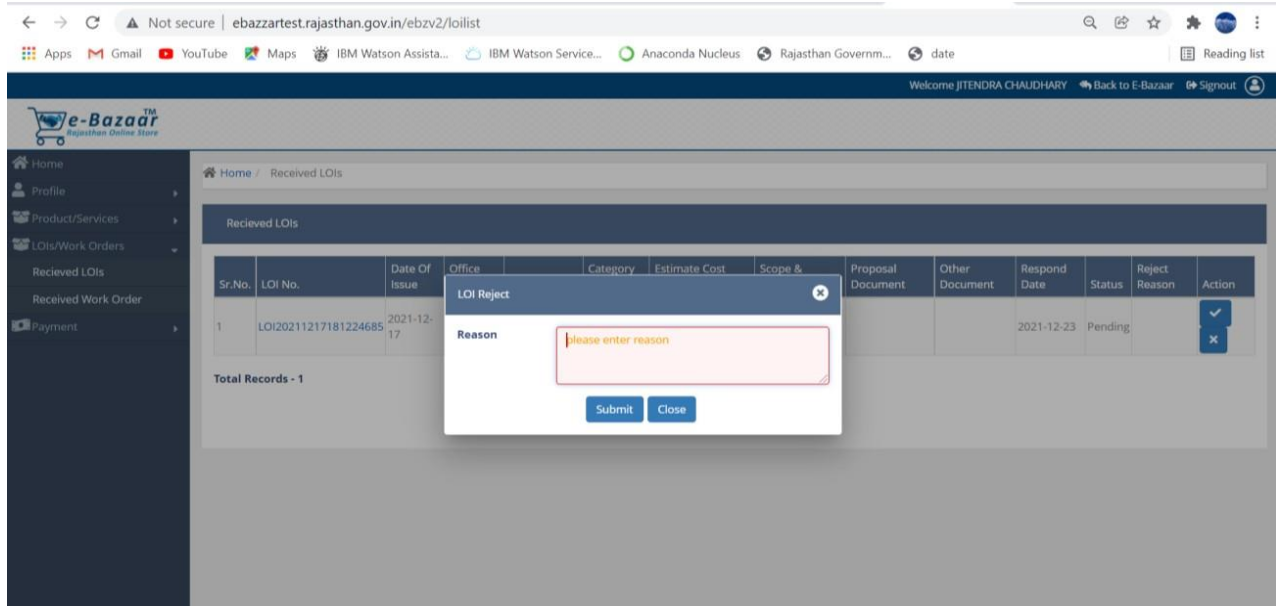 Not secure | ebazzartest.rajasthan.gov.in/ebzv2/loilist
Apps Gmail YouTube Maps IBM Watson Assista... IBM Watson Service... Anaconda Nucleus Rajasthan Governm... date Reading list
Welcome JITENDRA CHAUDHARY Back to E-Bazaar Signout
e-Bazaar TM
Rajasthan Online Store
Home
Profile
Product/Services
LOIs/Work Orders
Recieved LOIs
Received Work Order
Payment
Home / Received LOIs
Recieved LOIs
Sr.No. LOI No. Date Of Issue Office Category Estimate Cost Scope & Proposal Document Other Document Respond Date Status Reject Reason Action
1 LOI20211217181224685 2021-12-17 2021-12-23 Pending
Total Records - 1
LOI Reject
Reason
please enter reason
Submit Close